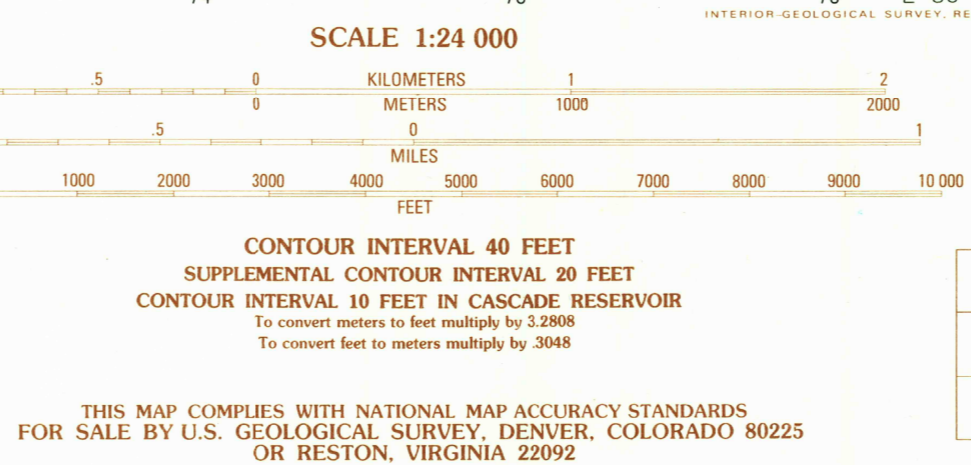 INTERIOR-GEOLOGICAL SURVEY, RE
SCALE 1:24 000
.5 0 KILOMETERS 1 2
0 METERS 1000 2000
.5 0 1
MILES
1000 2000 3000 4000 5000 6000 7000 8000 9000 10 000
FEET
CONTOUR INTERVAL 40 FEET
SUPPLEMENTAL CONTOUR INTERVAL 20 FEET
CONTOUR INTERVAL 10 FEET IN CASCADE RESERVOIR
To convert meters to feet multiply by 3.2808
To convert feet to meters multiply by .3048
THIS MAP COMPLIES WITH NATIONAL MAP ACCURACY STANDARDS
FOR SALE BY U.S. GEOLOGICAL SURVEY, DENVER, COLORADO 80225
OR RESTON, VIRGINIA 22092